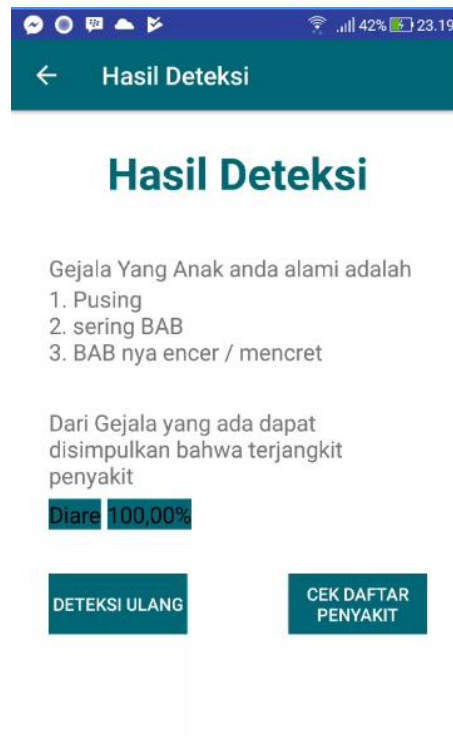 42% 23.19
Hasil Deteksi
Hasil Deteksi
Gejala Yang Anak anda alami adalah
1. Pusing
2. sering BAB
3. BAB nya encer / mencret
Dari Gejala yang ada dapat
disimpulkan bahwa terjangkit
penyakit
Diare 100,00%
DETEKSI ULANG
CEK DAFTAR
PENYAKIT